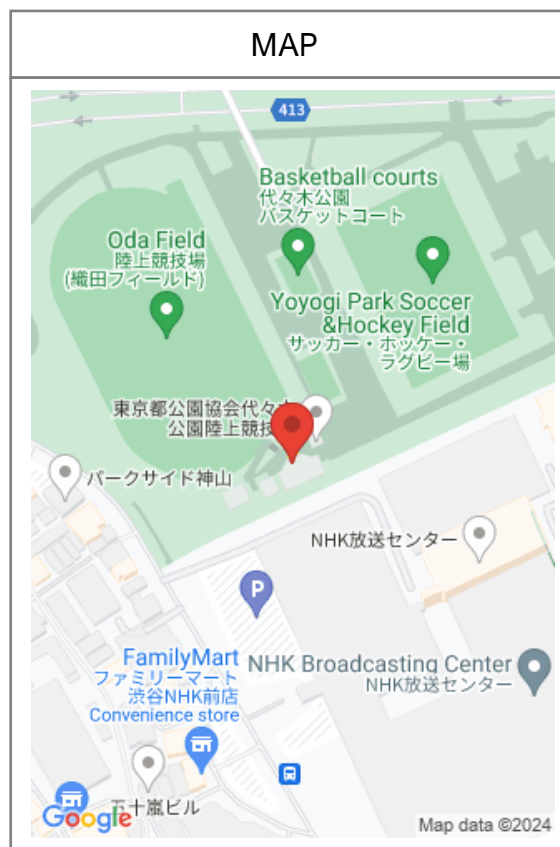 MAP
413
Basketball courts
代々木公園
バスケットコート
Oda Field
陸上競技場
(織田フィールド)
Yoyogi Park Soccer
&Hockey Field
サッカー・ホッケー・
ラグビー場
東京都公園協会代々木
公園陸上競技
パークサイド神山
NHK放送センター
P
FamilyMart
ファミリーマート
渋谷NHK前店
Convenience store
NHK Broadcasting Center
NHK放送センター
五十嵐ビル
Google
Map data ©2024